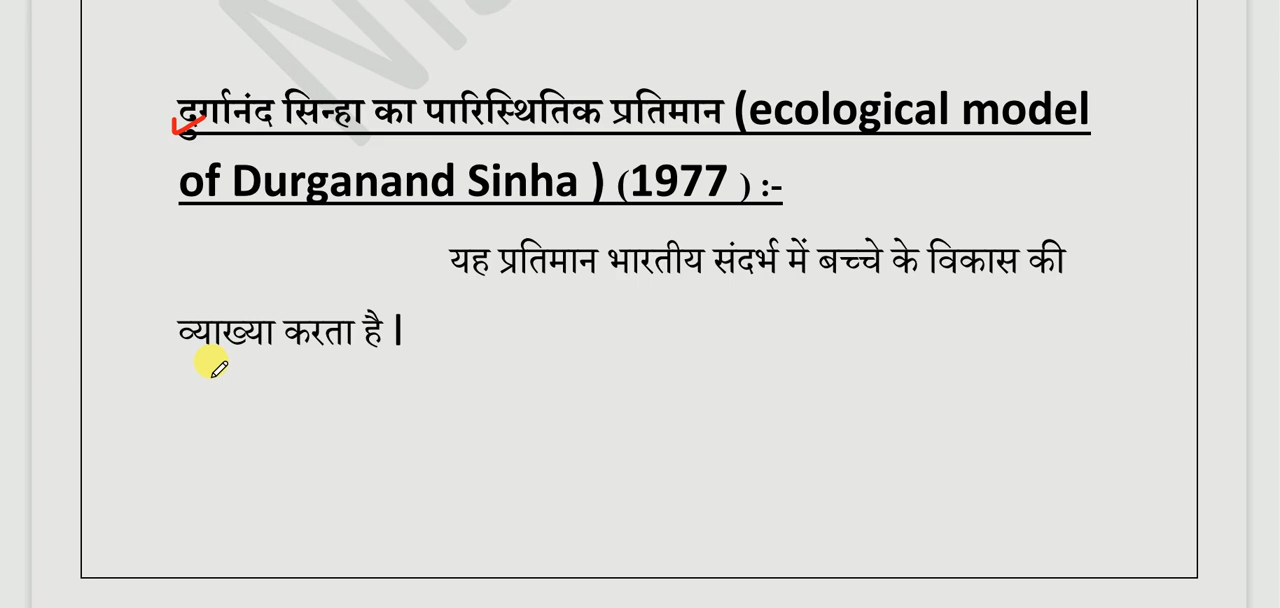 दुर्गानंद सिन्हा का पारिस्थितिक प्रतिमान (ecological model
of Durganand Sinha ) (1977 ) :-
यह प्रतिमान भारतीय संदर्भ में बच्चे के विकास की
व्याख्या करता है |